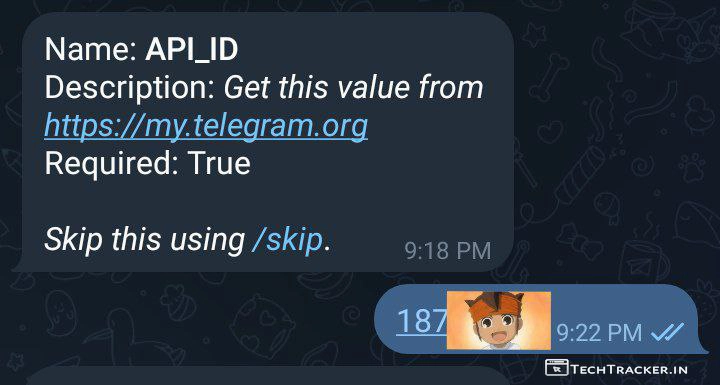 Name: API_ID
Description: Get this value from
https://my.telegram.org
Required: True
Skip this using /skip.
9:18 PM
187
9:22 PM
TECHTRACKER.IN